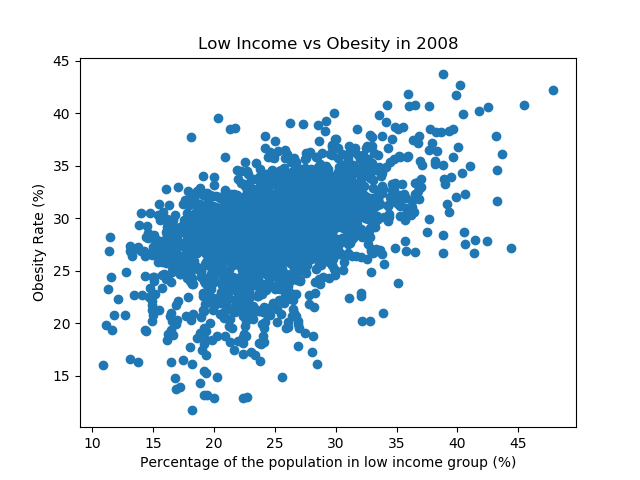 Low Income vs Obesity in 2008
45
40
35
30
25
20
15
Obesity Rate (%)
10 15 20 25 30 35 40 45
Percentage of the population in low income group (%)